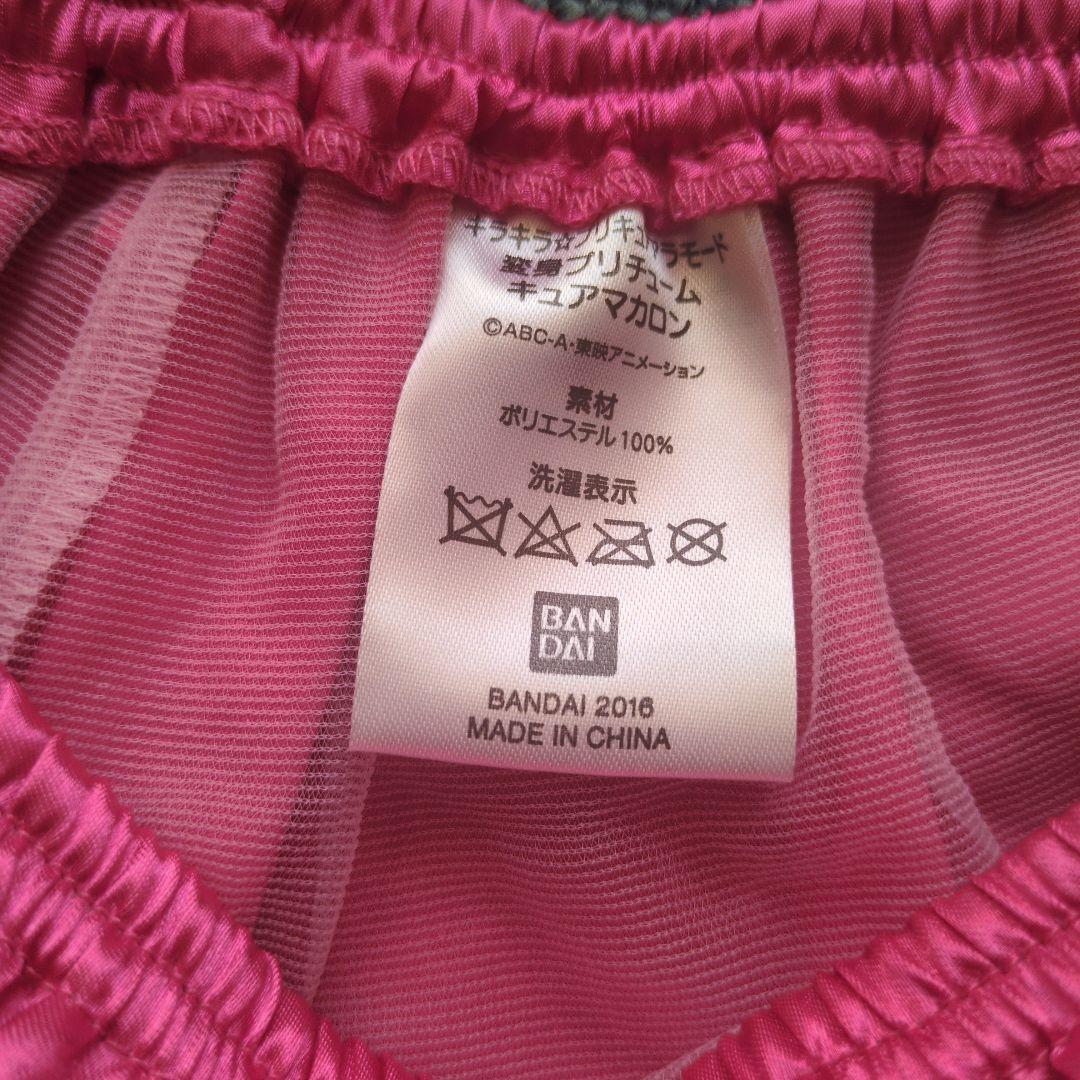 キラキラ☆プリキュアアラモード
変身プリチューム
キュアマカロン
©ABC-A・東映アニメーション
素材
ポリエステル100%
洗濯表示
BAN
DAI
BANDAI 2016
MADE IN CHINA